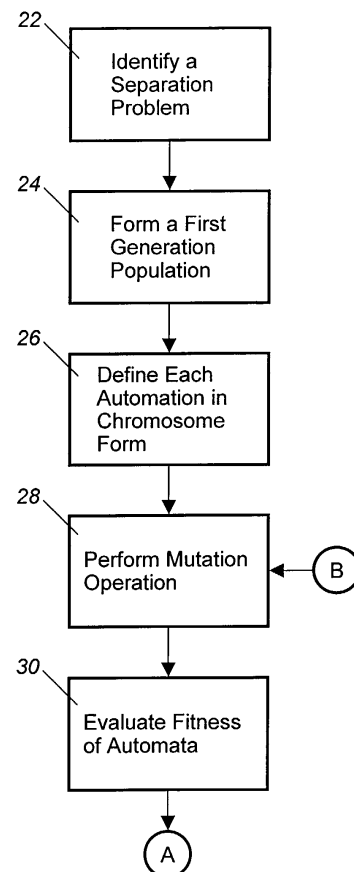 22
Identify a
Separation
Problem
24
Form a First
Generation
Population
26
Define Each
Automation in
Chromosome
Form
28
Perform Mutation
Operation
B
30
Evaluate Fitness
of Automata
A